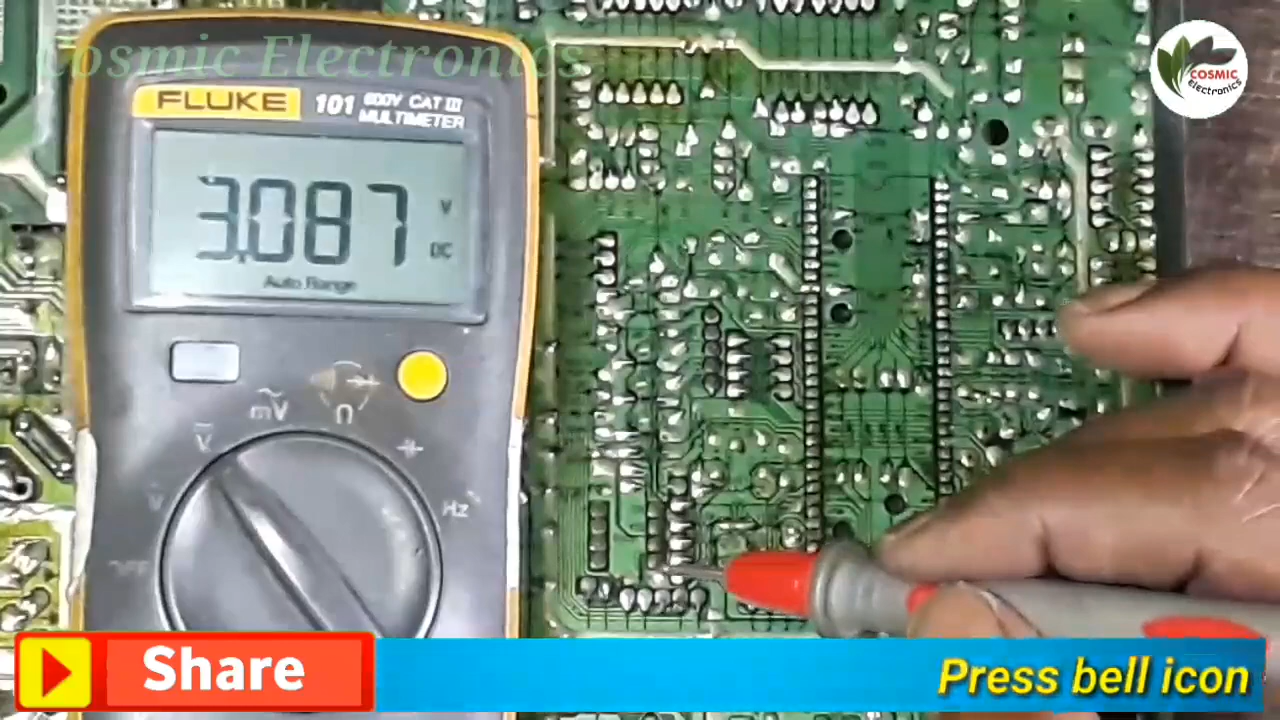 Cosmic Electronics
COSMIC
Electronics
FLUKE
101
600V CAT III
MULTIMETER
3.087
V
DC
Auto Range
mV
Ω
V
V
Hz
OFF
Share
Press bell icon